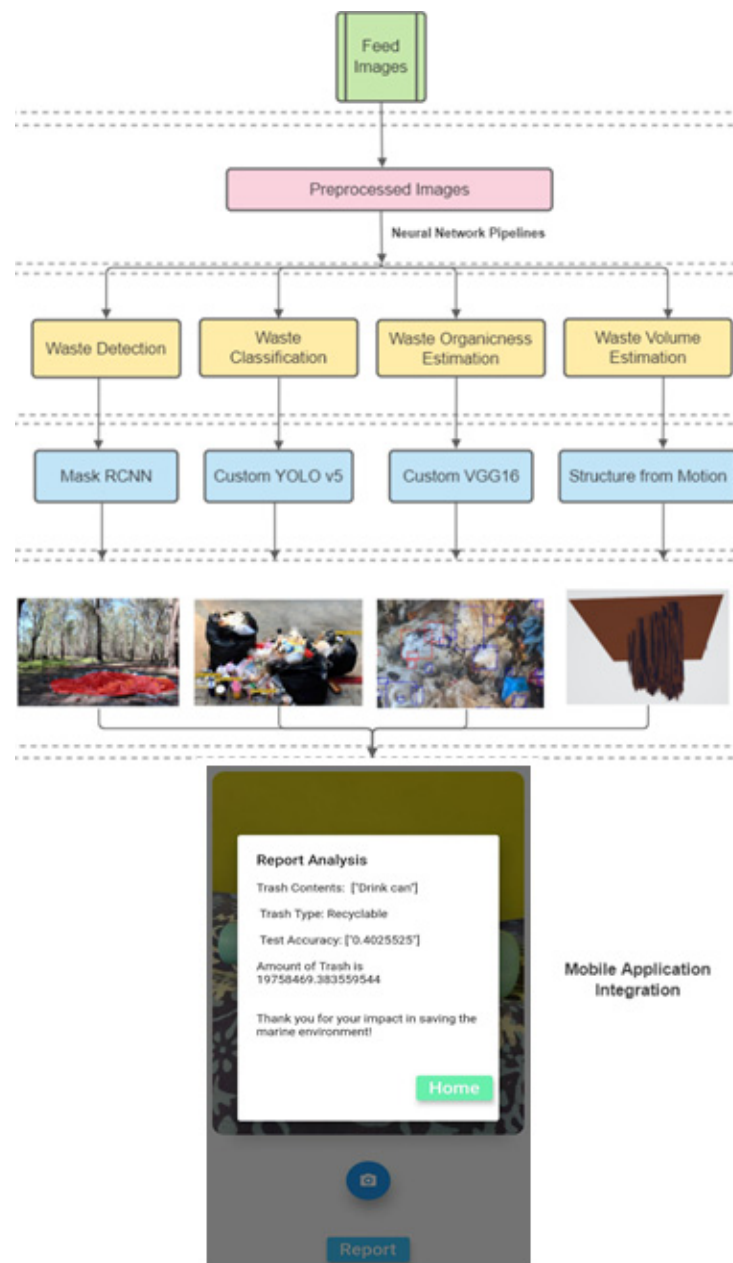 Feed
Images
Preprocessed Images
Neural Network Pipelines
Waste Detection
Waste
Classification
Waste Organicness
Estimation
Waste Volume
Estimation
Mask RCNN
Custom YOLO v5
Custom VGG16
Structure from Motion
Report Analysis
Trash Contents: ["Drink can"]
Trash Type: Recyclable
Test Accuracy: ["0.4025525"]
Amount of Trash is
19758469.383559544
Thank you for your impact in saving the
marine environment!
Home
Report
Mobile Application
Integration